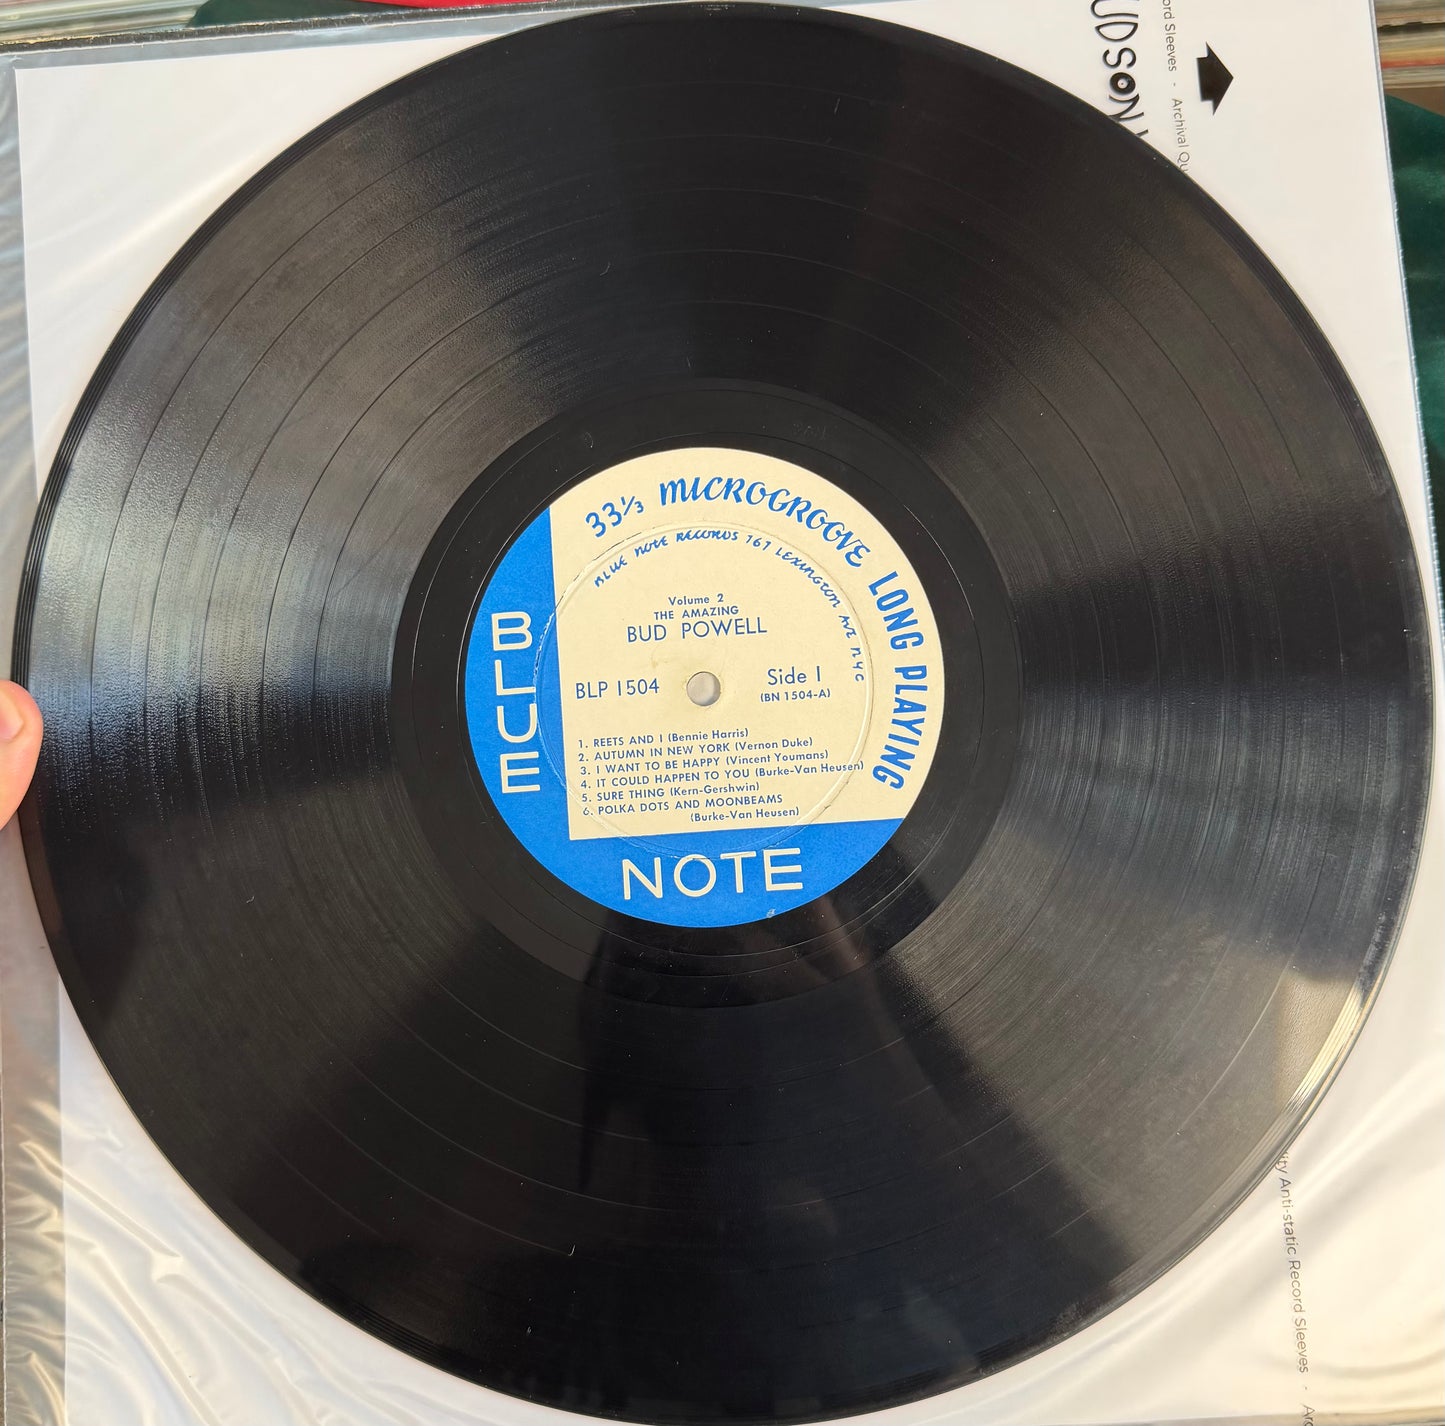 33⅓ MICROGROOVE LONG PLAYING
BLUE NOTE RECORDS 767 LEXINGTON AVE NYC
Volume 2
THE AMAZING
BUD POWELL
BLP 1504
Side 1
(BN 1504-A)
1. REETS AND I (Bennie Harris)
2. AUTUMN IN NEW YORK (Vernon Duke)
3. I WANT TO BE HAPPY (Vincent Youmans)
4. IT COULD HAPPEN TO YOU (Burke-Van Heusen)
5. SURE THING (Kern-Gershwin)
6. POLKA DOTS AND MOONBEAMS
(Burke-Van Heusen)
BLUE
NOTE
UDSON
ord Sleeves - Archival Qu
ity Anti-static Record Sleeves - Arc